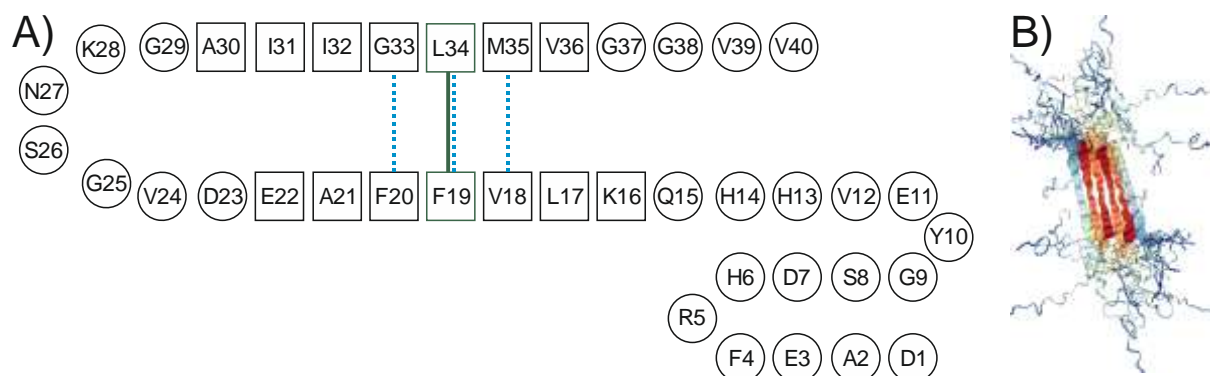 A)
B)
K28 G29 A30 I31 I32 G33 L34 M35 V36 G37 G38 V39 V40
N27
S26
G25 V24 D23 E22 A21 F20 F19 V18 L17 K16 Q15 H14 H13 V12 E11
Y10
H6 D7 S8 G9
R5
F4 E3 A2 D1